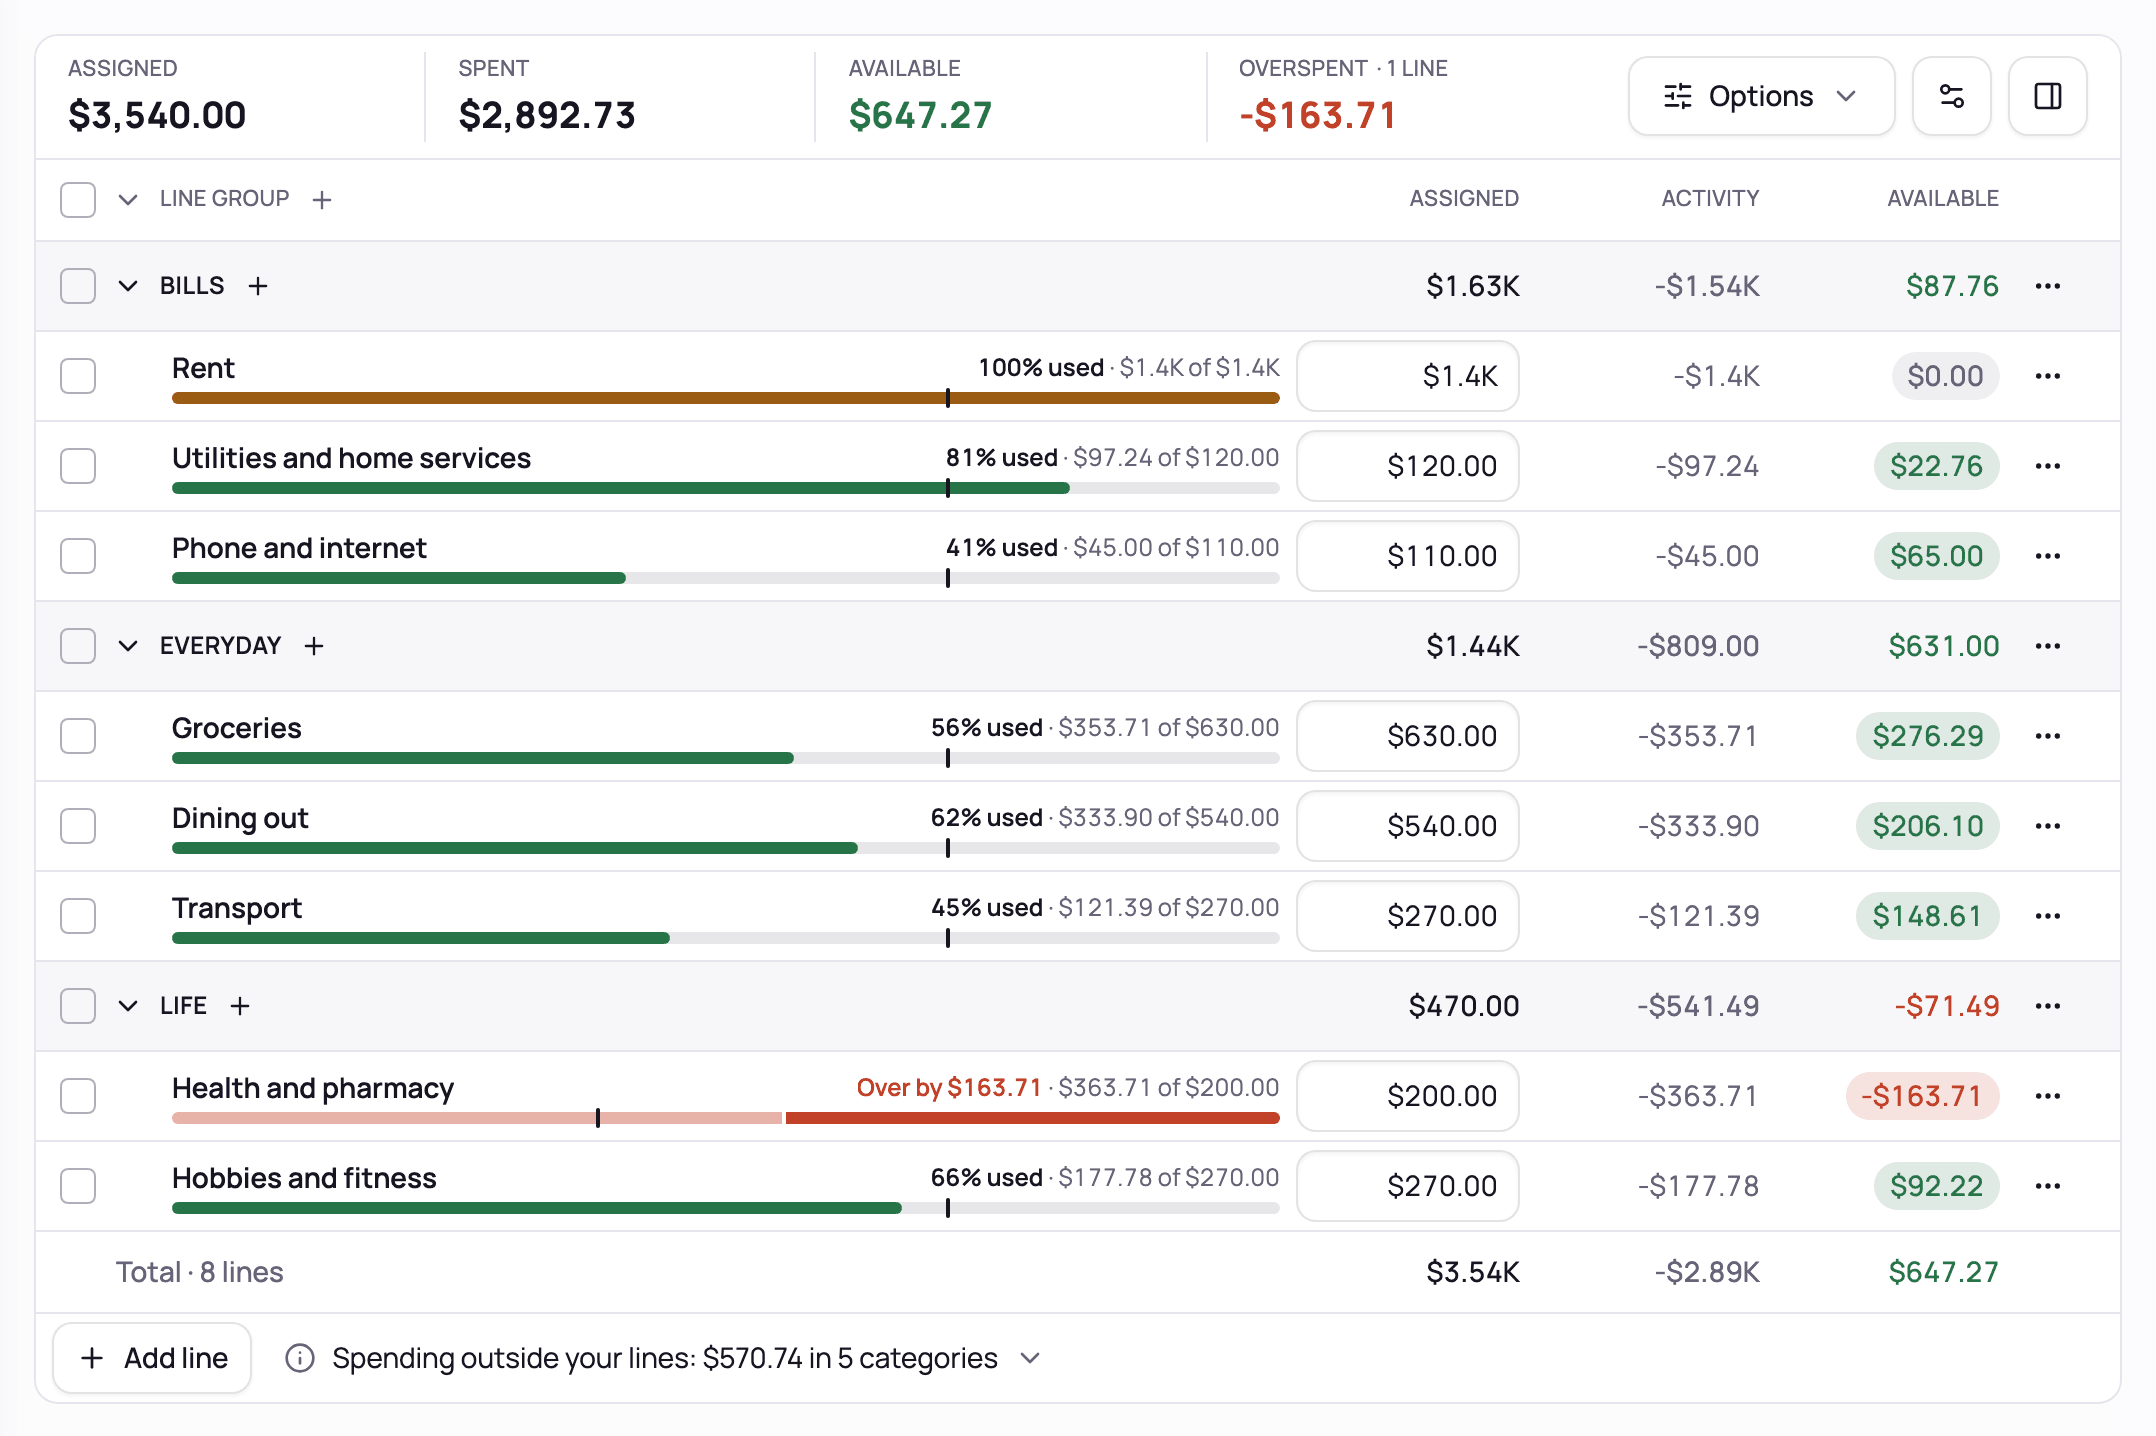 ASSIGNED SPENT AVAILABLE OVERSPENT · 1 LINE
$3,540.00 $2,892.73 $647.27 -$163.71 Options
LINE GROUP + ASSIGNED ACTIVITY AVAILABLE
BILLS + $1.63K -$1.54K $87.76 ···
Rent 100% used · $1.4K of $1.4K $1.4K -$1.4K $0.00 ···
Utilities and home services 81% used · $97.24 of $120.00 $120.00 -$97.24 $22.76 ···
Phone and internet 41% used · $45.00 of $110.00 $110.00 -$45.00 $65.00 ···
EVERYDAY + $1.44K -$809.00 $631.00 ···
Groceries 56% used · $353.71 of $630.00 $630.00 -$353.71 $276.29 ···
Dining out 62% used · $333.90 of $540.00 $540.00 -$333.90 $206.10 ···
Transport 45% used · $121.39 of $270.00 $270.00 -$121.39 $148.61 ···
LIFE + $470.00 -$541.49 -$71.49 ···
Health and pharmacy Over by $163.71 · $363.71 of $200.00 $200.00 -$363.71 -$163.71 ···
Hobbies and fitness 66% used · $177.78 of $270.00 $270.00 -$177.78 $92.22 ···
Total · 8 lines $3.54K -$2.89K $647.27
+ Add line Spending outside your lines: $570.74 in 5 categories